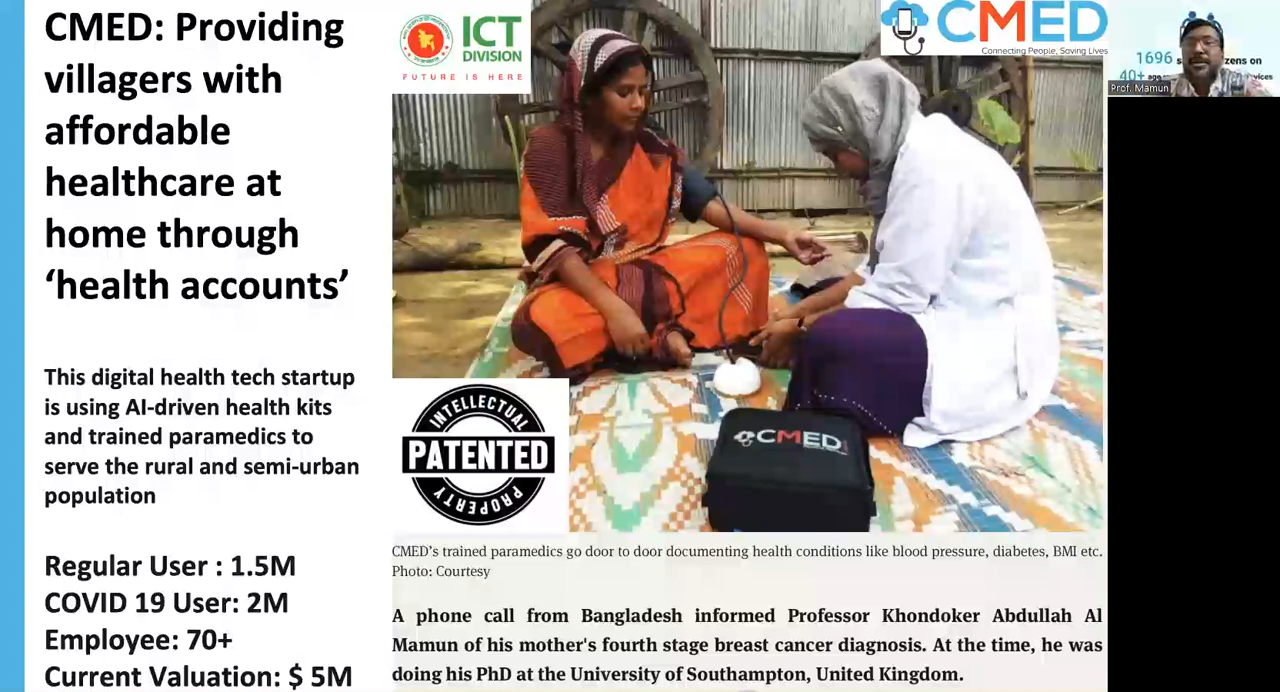 CMED: Providing
villagers with
affordable
healthcare at
home through
‘health accounts’
This digital health tech startup
is using AI-driven health kits
and trained paramedics to
serve the rural and semi-urban
population
Regular User : 1.5M
COVID 19 User: 2M
Employee: 70+
Current Valuation: $ 5M
ICT
DIVISION
FUTURE IS HERE
CMED
Connecting People, Saving Lives
INTELLECTUAL
PATENTED
PROPERTY
CMED
CMED’s trained paramedics go door to door documenting health conditions like blood pressure, diabetes, BMI etc.
Photo: Courtesy
A phone call from Bangladesh informed Professor Khondoker Abdullah Al
Mamun of his mother's fourth stage breast cancer diagnosis. At the time, he was
doing his PhD at the University of Southampton, United Kingdom.
1696
40+ age
Prof. Mamun